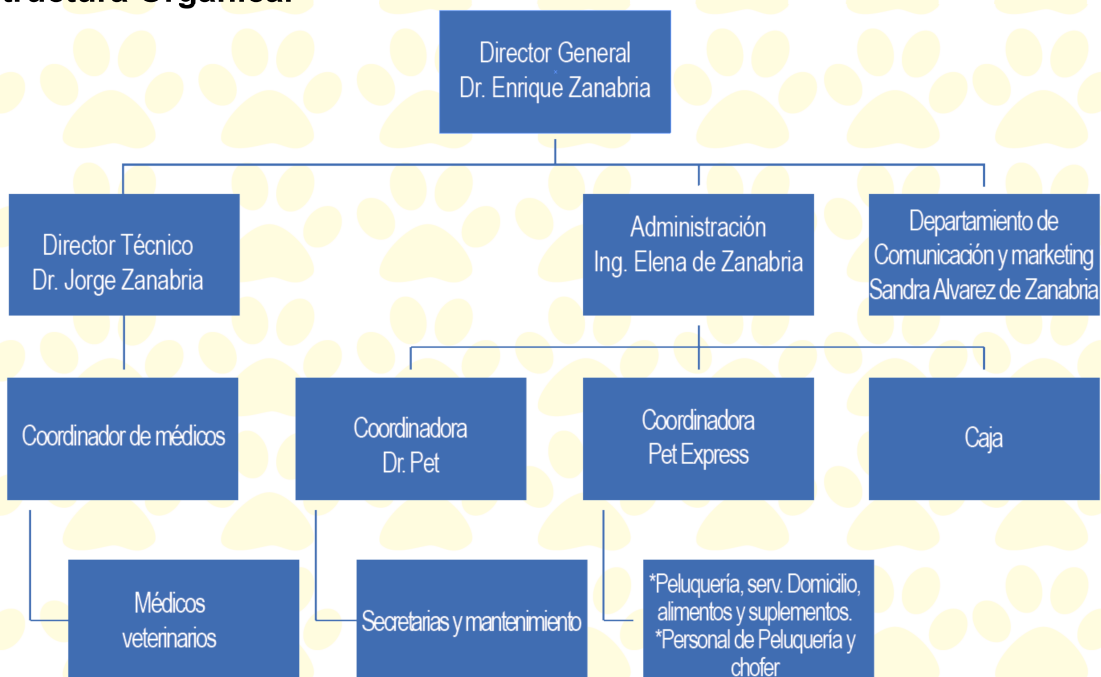 Director General
Dr. Enrique Zanabria
Director Técnico
Dr. Jorge Zanabria
Administración
Ing. Elena de Zanabria
Departamiento de
Comunicación y marketing
Sandra Alvarez de Zanabria
Coordinador de médicos
Coordinadora
Dr. Pet
Coordinadora
Pet Express
Caja
Médicos
veterinarios
Secretarias y mantenimiento
*Peluquería, serv. Domicilio,
alimentos y suplementos.
*Personal de Peluquería y
chofer